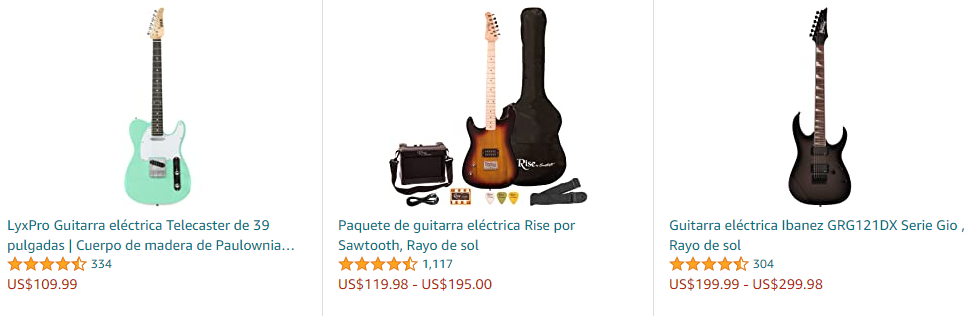 Rise by Sawtooth
LyxPro Guitarra eléctrica Telecaster de 39
pulgadas | Cuerpo de madera de Paulownia…
334
US$109.99
Paquete de guitarra eléctrica Rise por
Sawtooth, Rayo de sol
1,117
US$119.98 - US$195.00
Guitarra eléctrica Ibanez GRG121DX Serie Gio ,
Rayo de sol
304
US$199.99 - US$299.98